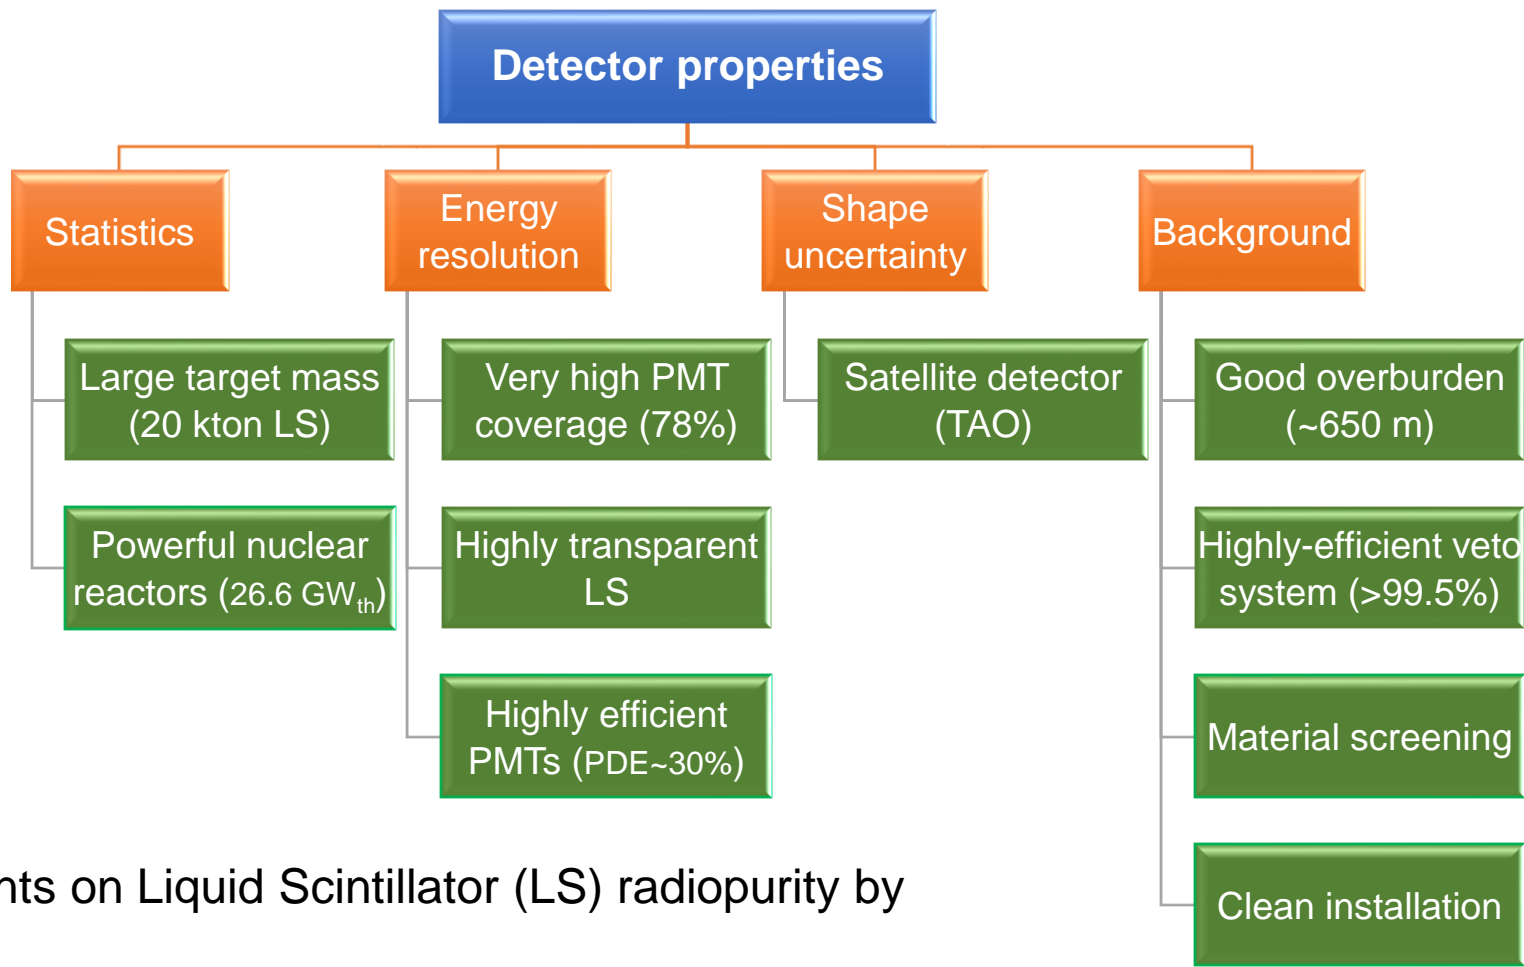 Detector properties
Statistics
Large target mass
(20 kton LS)
Powerful nuclear
reactors (26.6 GWth)
Energy
resolution
Very high PMT
coverage (78%)
Highly transparent
LS
Highly efficient
PMTs (PDE~30%)
Shape
uncertainty
Satellite detector
(TAO)
Background
Good overburden
(~650 m)
Highly-efficient veto
system (>99.5%)
Material screening
Clean installation
nts on Liquid Scintillator (LS) radiopurity by